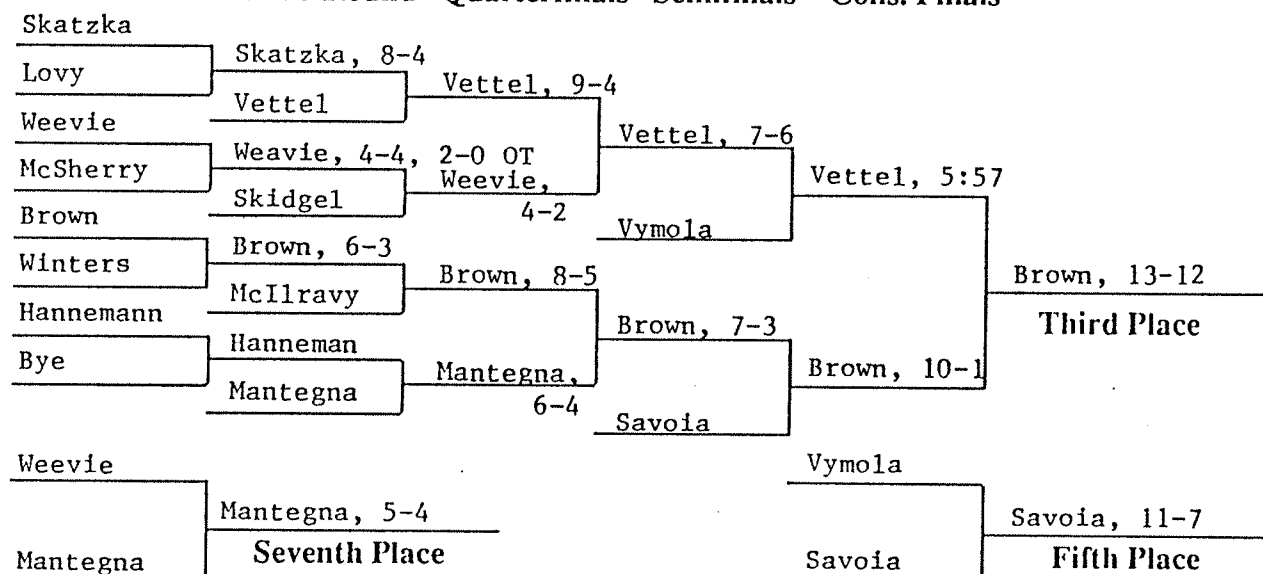 Quarterfinals Semifinals Cons. Finals
Skatzka
Skatzka, 8-4
Lovy
Vettel, 9-4
Vettel
Weevie
Vettel, 7-6
Weavie, 4-4, 2-0 OT
McSherry
Weevie,
4-2
Vettel, 5:57
Skidgel
Brown
Vymola
Brown, 6-3
Winters
Brown, 8-5
Brown, 13-12
McIlravy
Hannemann
Third Place
Brown, 7-3
Hanneman
Bye
Mantegna,
6-4
Brown, 10-1
Mantegna
Savoia
Weevie
Vymola
Mantegna, 5-4
Savoia, 11-7
Seventh Place
Fifth Place
Mantegna
Savoia